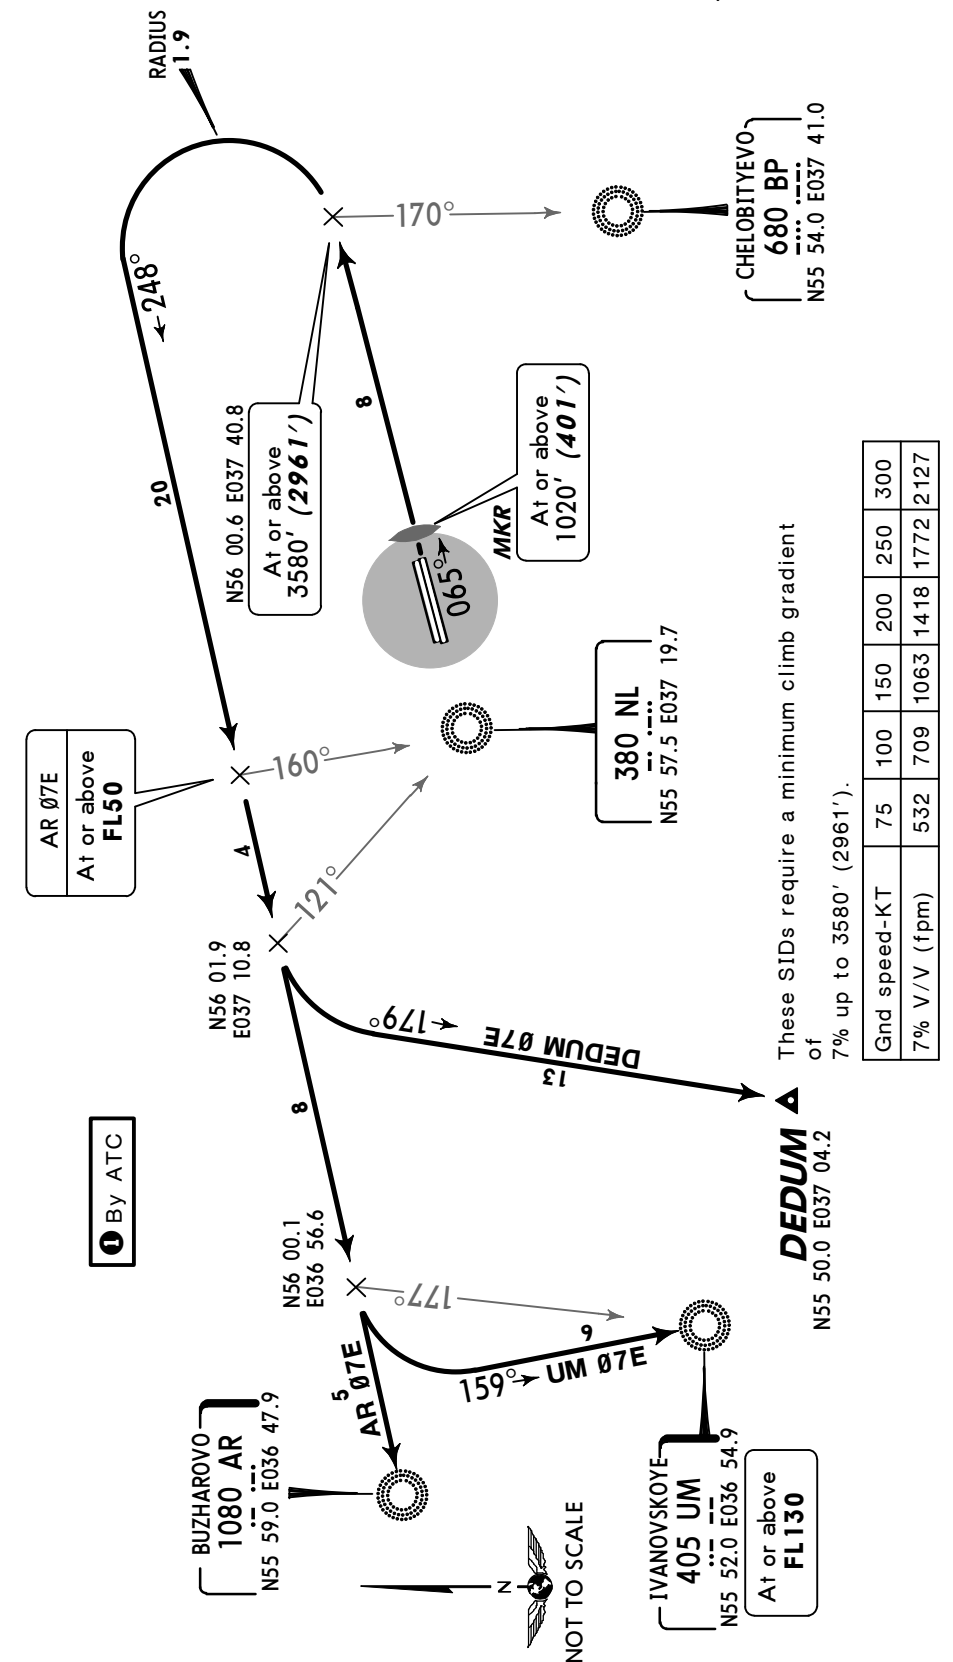 RADIUS
1.9
CHELOBITYEVO
680 BP
N55 54.0 E037 41.0
170°
248°
20
N56 00.6 E037 40.8
At or above
3580' (2961')
8
MKR
At or above
1020' (401')
065°
AR Ø7E
At or above
FL50
160°
380 NL
N55 57.5 E037 19.7
4
121°
N56 01.9
E037 10.8
179°
DEDUM Ø7E
13
DEDUM
N55 50.0 E037 04.2
❶ By ATC
8
N56 00.1
E036 56.6
177°
5
AR Ø7E
159°
UM Ø7E
9
BUZHAROVO
1080 AR
N55 59.0 E036 47.9
IVANOVSKOYE
405 UM
N55 52.0 E036 54.9
At or above
FL130
N
NOT TO SCALE
These SIDs require a minimum climb gradient
of
7% up to 3580' (2961').
Gnd speed-KT 75 100 150 200 250 300
7% V/V (fpm) 532 709 1063 1418 1772 2127